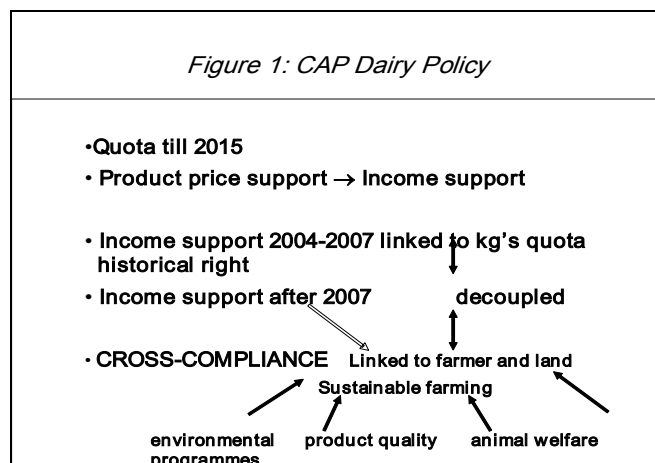 Figure 1: CAP Dairy Policy
•Quota till 2015
• Product price support → Income support
• Income support 2004-2007 linked to kg's quota
historical right
• Income support after 2007 decoupled
• CROSS-COMPLIANCE Linked to farmer and land
Sustainable farming
environmental product quality animal welfare
programmes